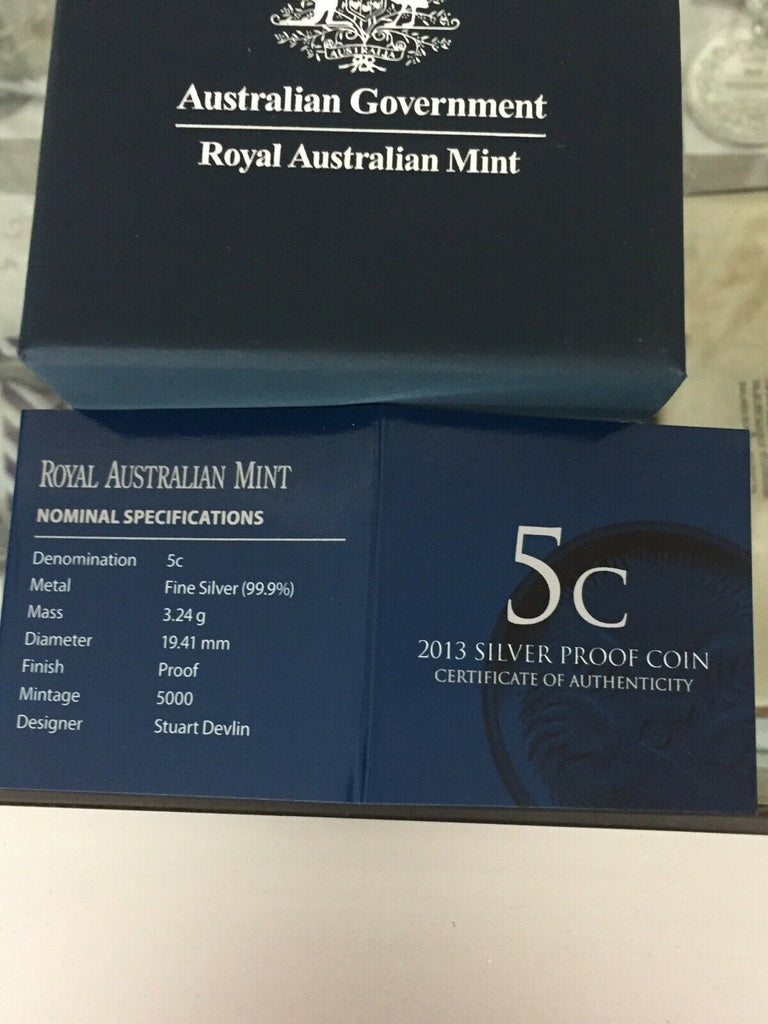 AUSTRALIA
Australian Government
Royal Australian Mint
ROYAL AUSTRALIAN MINT
NOMINAL SPECIFICATIONS
Denomination 5c
Metal Fine Silver (99.9%)
Mass 3.24 g
Diameter 19.41 mm
Finish Proof
Mintage 5000
Designer Stuart Devlin
5c
2013 SILVER PROOF COIN
CERTIFICATE OF AUTHENTICITY